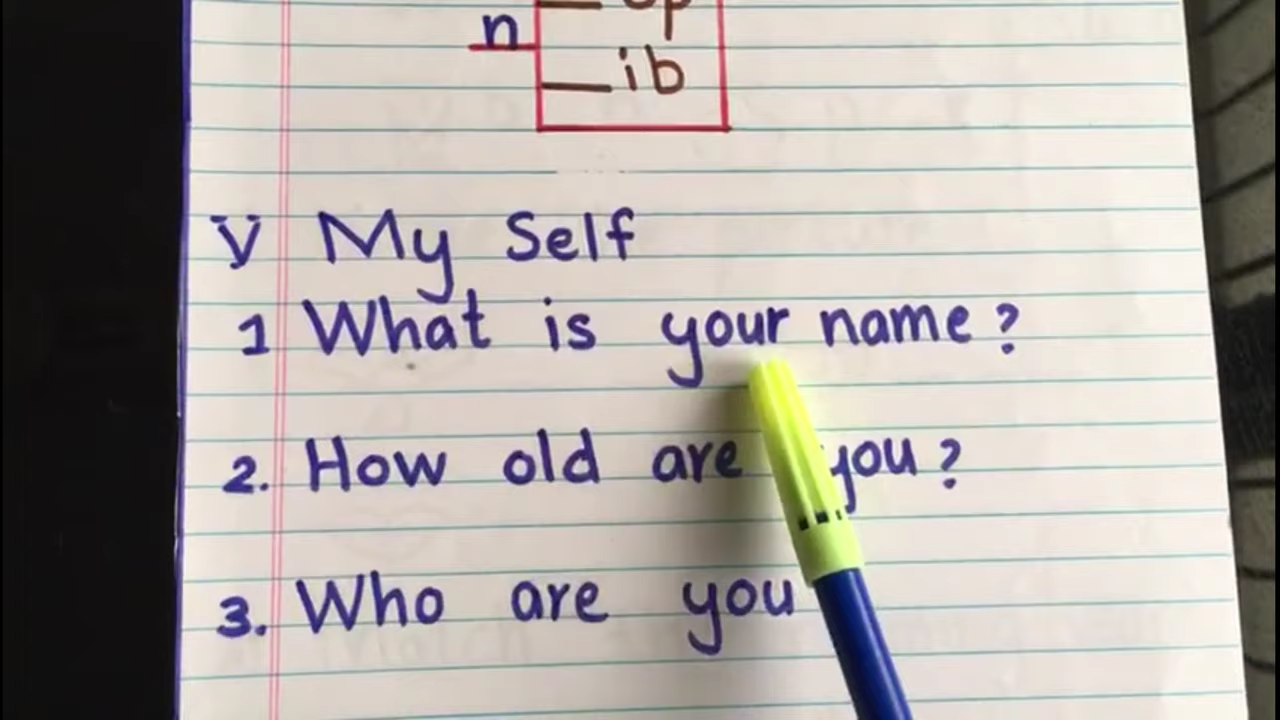 n
ib
V My Self
1 What is your name?
2. How old are you?
3. Who are you